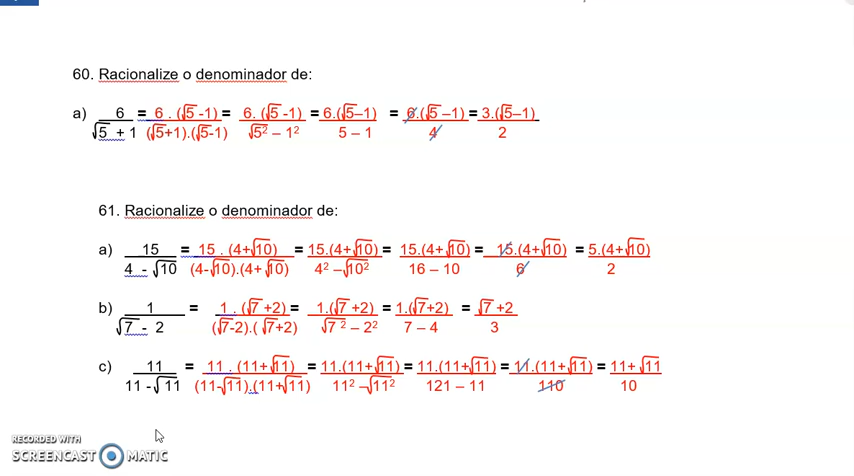 60. Racionalize o denominador de:
a) 6/(√5 + 1) = 6 . (√5 -1)/(√5+1).(√5-1) = 6. (√5 -1)/√5² – 1² = 6.(√5–1)/5 – 1 = 6.(√5 –1)/4 = 3.(√5–1)/2
61. Racionalize o denominador de:
a) 15/4 - √10 = 15 . (4+√10)/(4-√10).(4+√10) = 15.(4+√10)/4² –√10² = 15.(4+√10)/16 – 10 = 15.(4+√10)/6 = 5.(4+√10)/2
b) 1/√7 - 2 = 1 . (√7 +2)/(√7-2).( √7+2) = 1.(√7 +2)/√7² – 2² = 1.(√7+2)/7 – 4 = √7 +2/3
c) 11/11 - √11 = 11 . (11+√11)/(11-√11).(11+√11) = 11.(11+√11)/11² –√11² = 11.(11+√11)/121 – 11 = 11.(11+√11)/110 = 11+ √11/10
RECORDED WITH
SCREENCAST MATIC